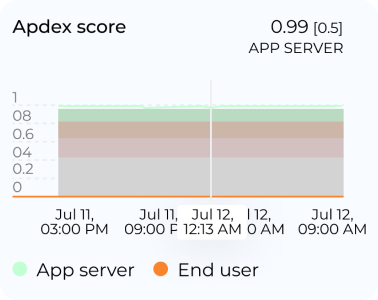 Apdex score
0.99 [0.5]
APP SERVER
1
08
0.6
04
0.2
0
Jul 11,
03:00 PM
Jul 11,
09:00 P
Jul 12,
12:13 AM
l 12,
0 AM
Jul 12,
09:00 AM
App server
End user